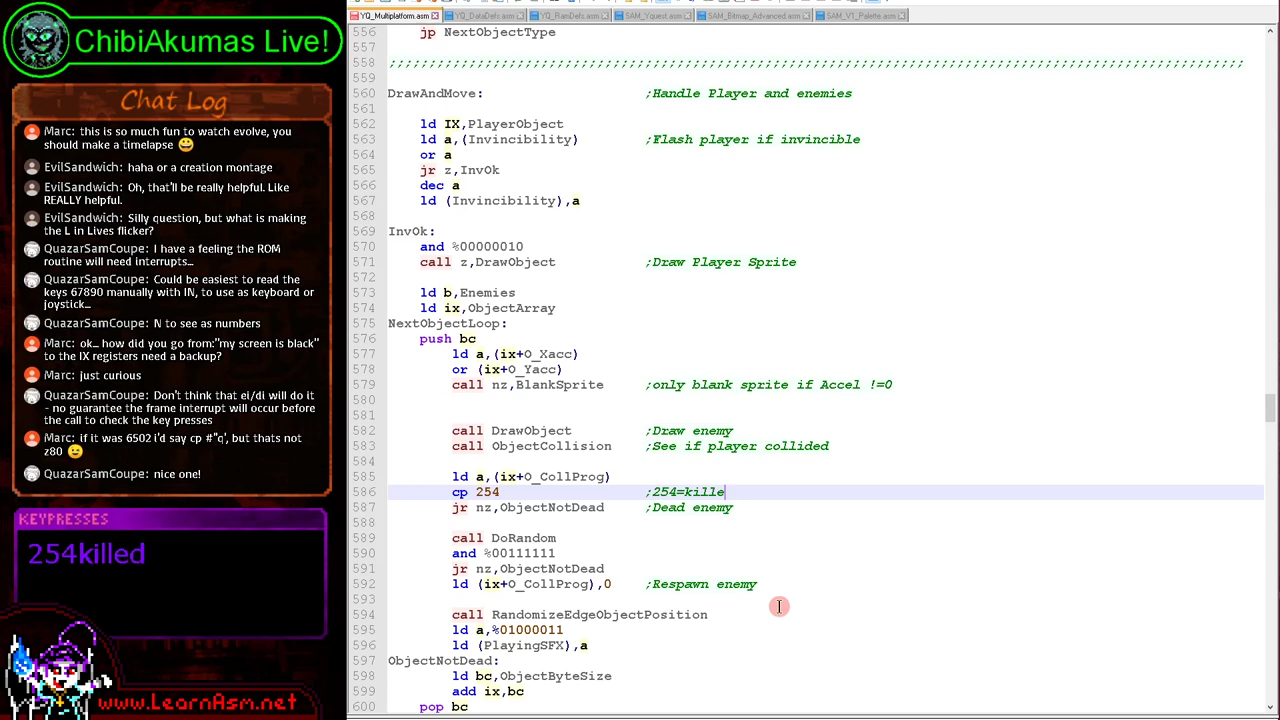 ChibiAkumas Live!
Chat Log
Marc: this is so much fun to watch evolve, you
should make a timelapse 😀
EvilSandwich: haha or a creation montage
EvilSandwich: Oh, that'll be really helpful. Like
REALLY helpful.
EvilSandwich: Silly question, but what is making
the L in Lives flicker?
QuazarSamCoupe: I have a feeling the ROM
routine will need interrupts...
QuazarSamCoupe: Could be easiest to read the
keys 67890 manually with IN, to use as keyboard or
joystick...
QuazarSamCoupe: N to see as numbers
Marc: ok... how did you go from:"my screen is black"
to the IX registers need a backup?
Marc: just curious
QuazarSamCoupe: Don't think that ei/di will do it
- no guarantee the frame interrupt will occur before
the call to check the key presses
Marc: if it was 6502 i'd say cp #"q', but thats not
z80 😉
QuazarSamCoupe: nice one!
KEYPRESSES
254killed
www.LearnAsm.net
YQ_Multiplatform.asm YQ_DataDefs.asm YQ_RamDefs.asm SAM_Yquest.asm SAM_Bitmap_Advanced.asm SAM_V1_Palette.asm
556 jp NextObjectType
557
558 ;;;;;;;;;;;;;;;;;;;;;;;;;;;;;;;;;;;;;;;;;;;;;;;;;;;;;;;;;;;;;;;;;;;;;;;;;;;;;;;;;;;;;;;;;;;;;;;;;;;;;;;;;;;
559
560 DrawAndMove: ;Handle Player and enemies
561
562 ld IX,PlayerObject
563 ld a,(Invincibility) ;Flash player if invincible
564 or a
565 jr z,InvOk
566 dec a
567 ld (Invincibility),a
568
569 InvOk:
570 and %00000010
571 call z,DrawObject ;Draw Player Sprite
572
573 ld b,Enemies
574 ld ix,ObjectArray
575 NextObjectLoop:
576 push bc
577 ld a,(ix+O_Xacc)
578 or (ix+O_Yacc)
579 call nz,BlankSprite ;only blank sprite if Accel !=0
580
581
582 call DrawObject ;Draw enemy
583 call ObjectCollision ;See if player collided
584
585 ld a,(ix+O_CollProg)
586 cp 254 ;254=kille
587 jr nz,ObjectNotDead ;Dead enemy
588
589 call DoRandom
590 and %00111111
591 jr nz,ObjectNotDead
592 ld (ix+O_CollProg),0 ;Respawn enemy
593
594 call RandomizeEdgeObjectPosition
595 ld a,%01000011
596 ld (PlayingSFX),a
597 ObjectNotDead:
598 ld bc,ObjectByteSize
599 add ix,bc
600 pop bc